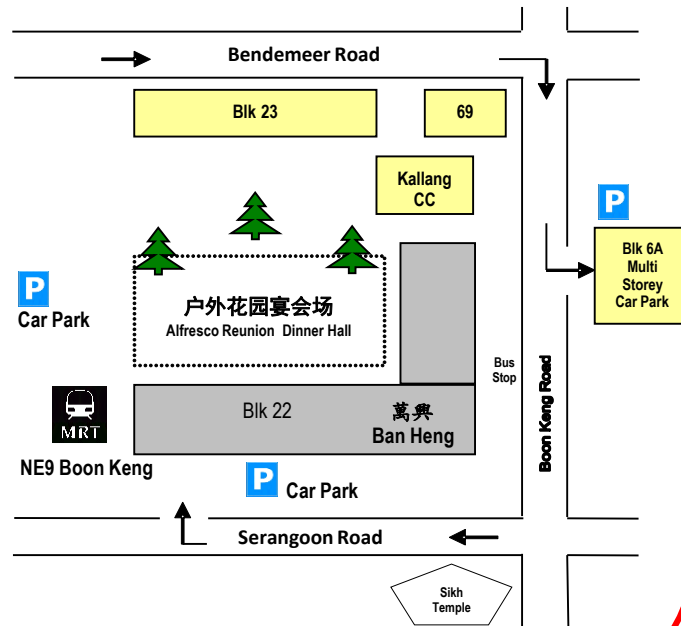 Bendemeer Road
Blk 23
69
Kallang
CC
P
Blk 6A
Multi
Storey
Car Park
P
Car Park
户外花园宴会场
Alfresco Reunion Dinner Hall
Bus
Stop
Boon Keng Road
MRT
NE9 Boon Keng
Blk 22
萬興
Ban Heng
P
Car Park
Serangoon Road
Sikh
Temple